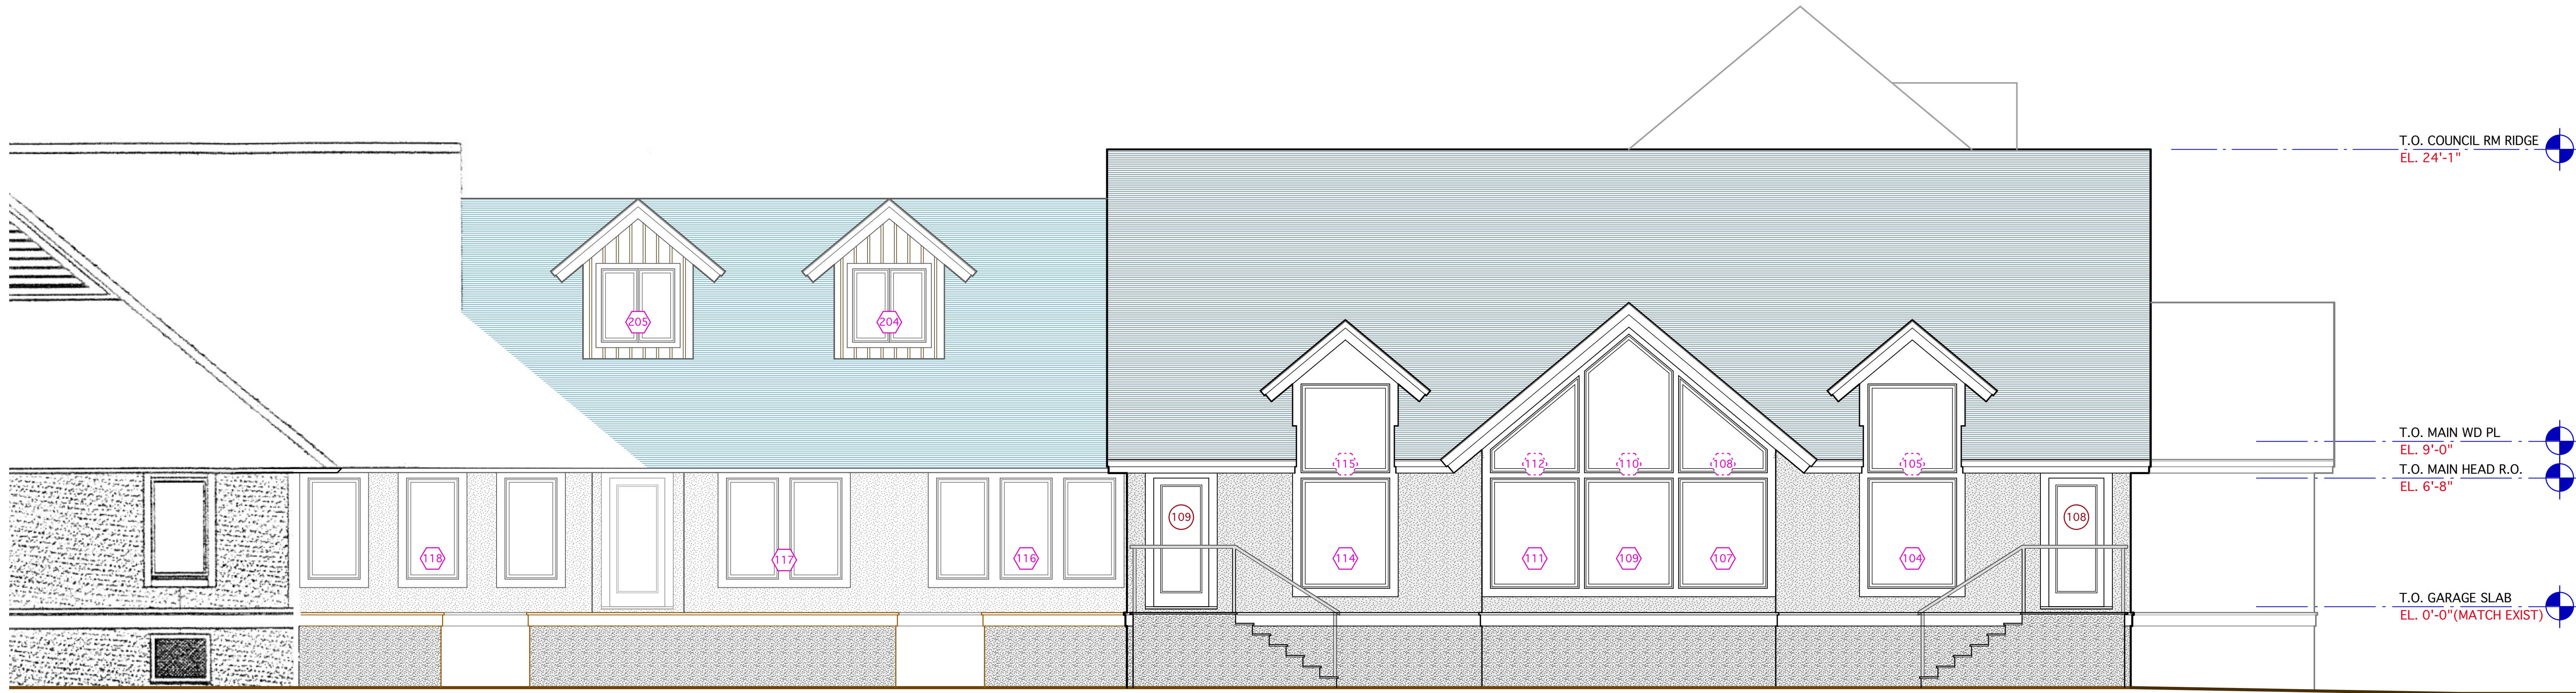 T.O. COUNCIL RM RIDGE
EL. 24'-1"
205
204
T.O. MAIN WD PL
EL. 9'-0"
115
112
110
108
105
T.O. MAIN HEAD R.O.
EL. 6'-8"
109
108
118
117
116
114
111
109
107
104
T.O. GARAGE SLAB
EL. 0'-0"(MATCH EXIST)